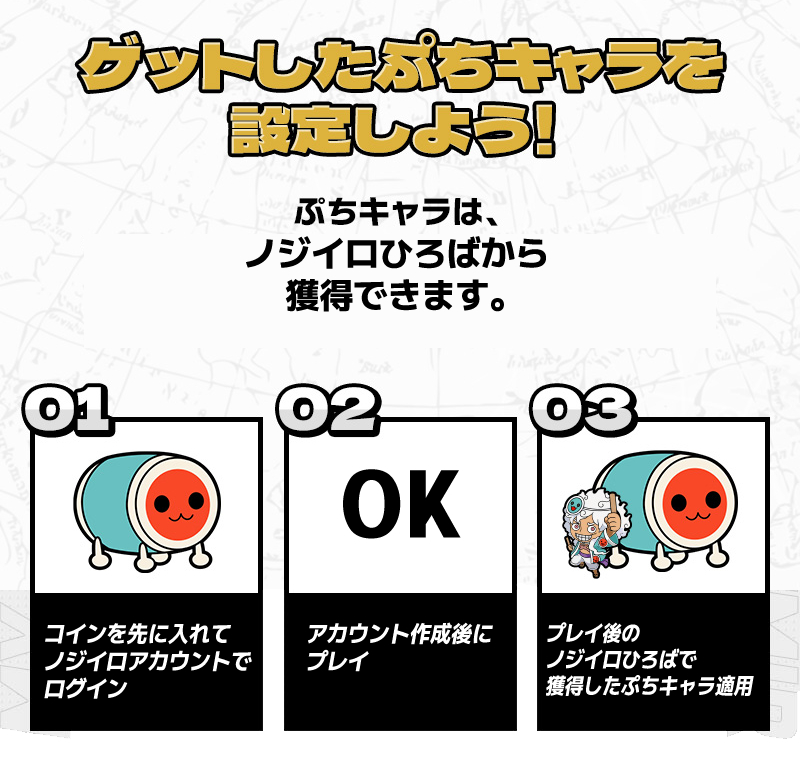 ゲットしたぷちキャラを
設定しよう!
ぷちキャラは、
ノジイロひろばから
獲得できます。
01
コインを先に入れて
ノジイロアカウントで
ログイン
02
OK
アカウント作成後に
プレイ
03
プレイ後の
ノジイロひろばで
獲得したぷちキャラ適用